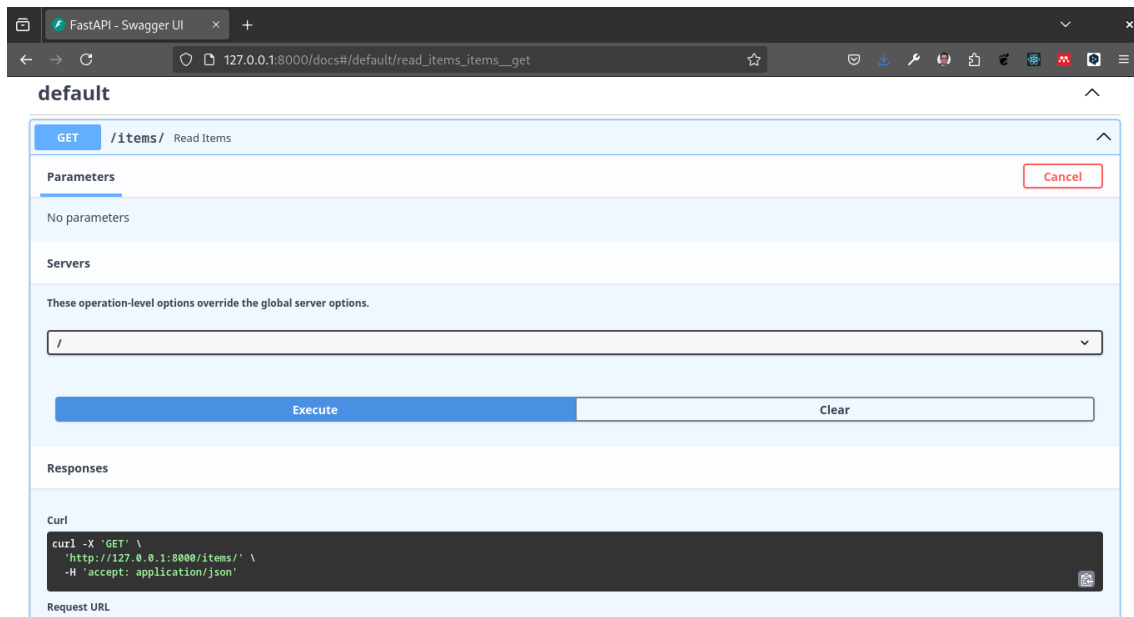 FastAPI - Swagger UI
127.0.0.1:8000/docs#/default/read_items_items__get
default
GET /items/ Read Items
Parameters
Cancel
No parameters
Servers
These operation-level options override the global server options.
/
Execute
Clear
Responses
Curl
curl -X 'GET' \
'http://127.0.0.1:8000/items/' \
-H 'accept: application/json'
Request URL